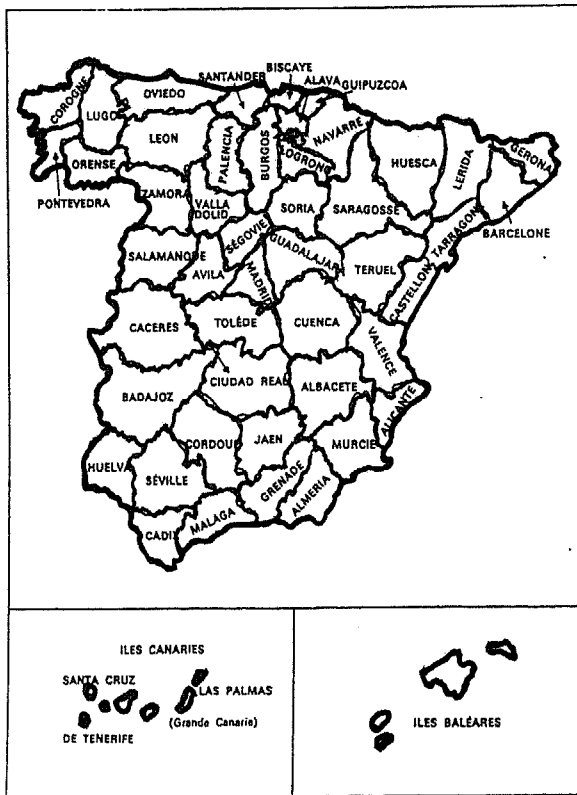 BISCAYE
SANTANDER
ALAVA
GUIPUZCOA
OVIEDO
COROGNE
LUGO
LEON
PALENCIA
BURGOS
NAVARRE
LOGRONO
HUESCA
LERIDA
GERONA
ORENSE
PONTEVEDRA
ZAMORA
VALLA
DOLID
SORIA
SARAGOSSE
TARRAGON
BARCELONE
SÉGOVIE
SALAMANQUE
AVILA
GUADALAJAR
MADRID
TERUEL
CASTELLON
CACERES
TOLÈDE
CUENCA
VALENCE
BADAJOZ
CIUDAD REAL
ALBACETE
ALICANTE
HUELVA
SÉVILLE
CORDOUE
JAEN
MURCIE
GRENADE
ALMERIA
CADIX
MALAGA
ILES CANARIES
SANTA CRUZ
LAS PALMAS
(Grande Canarie)
DE TENERIFE
ILES BALÉARES